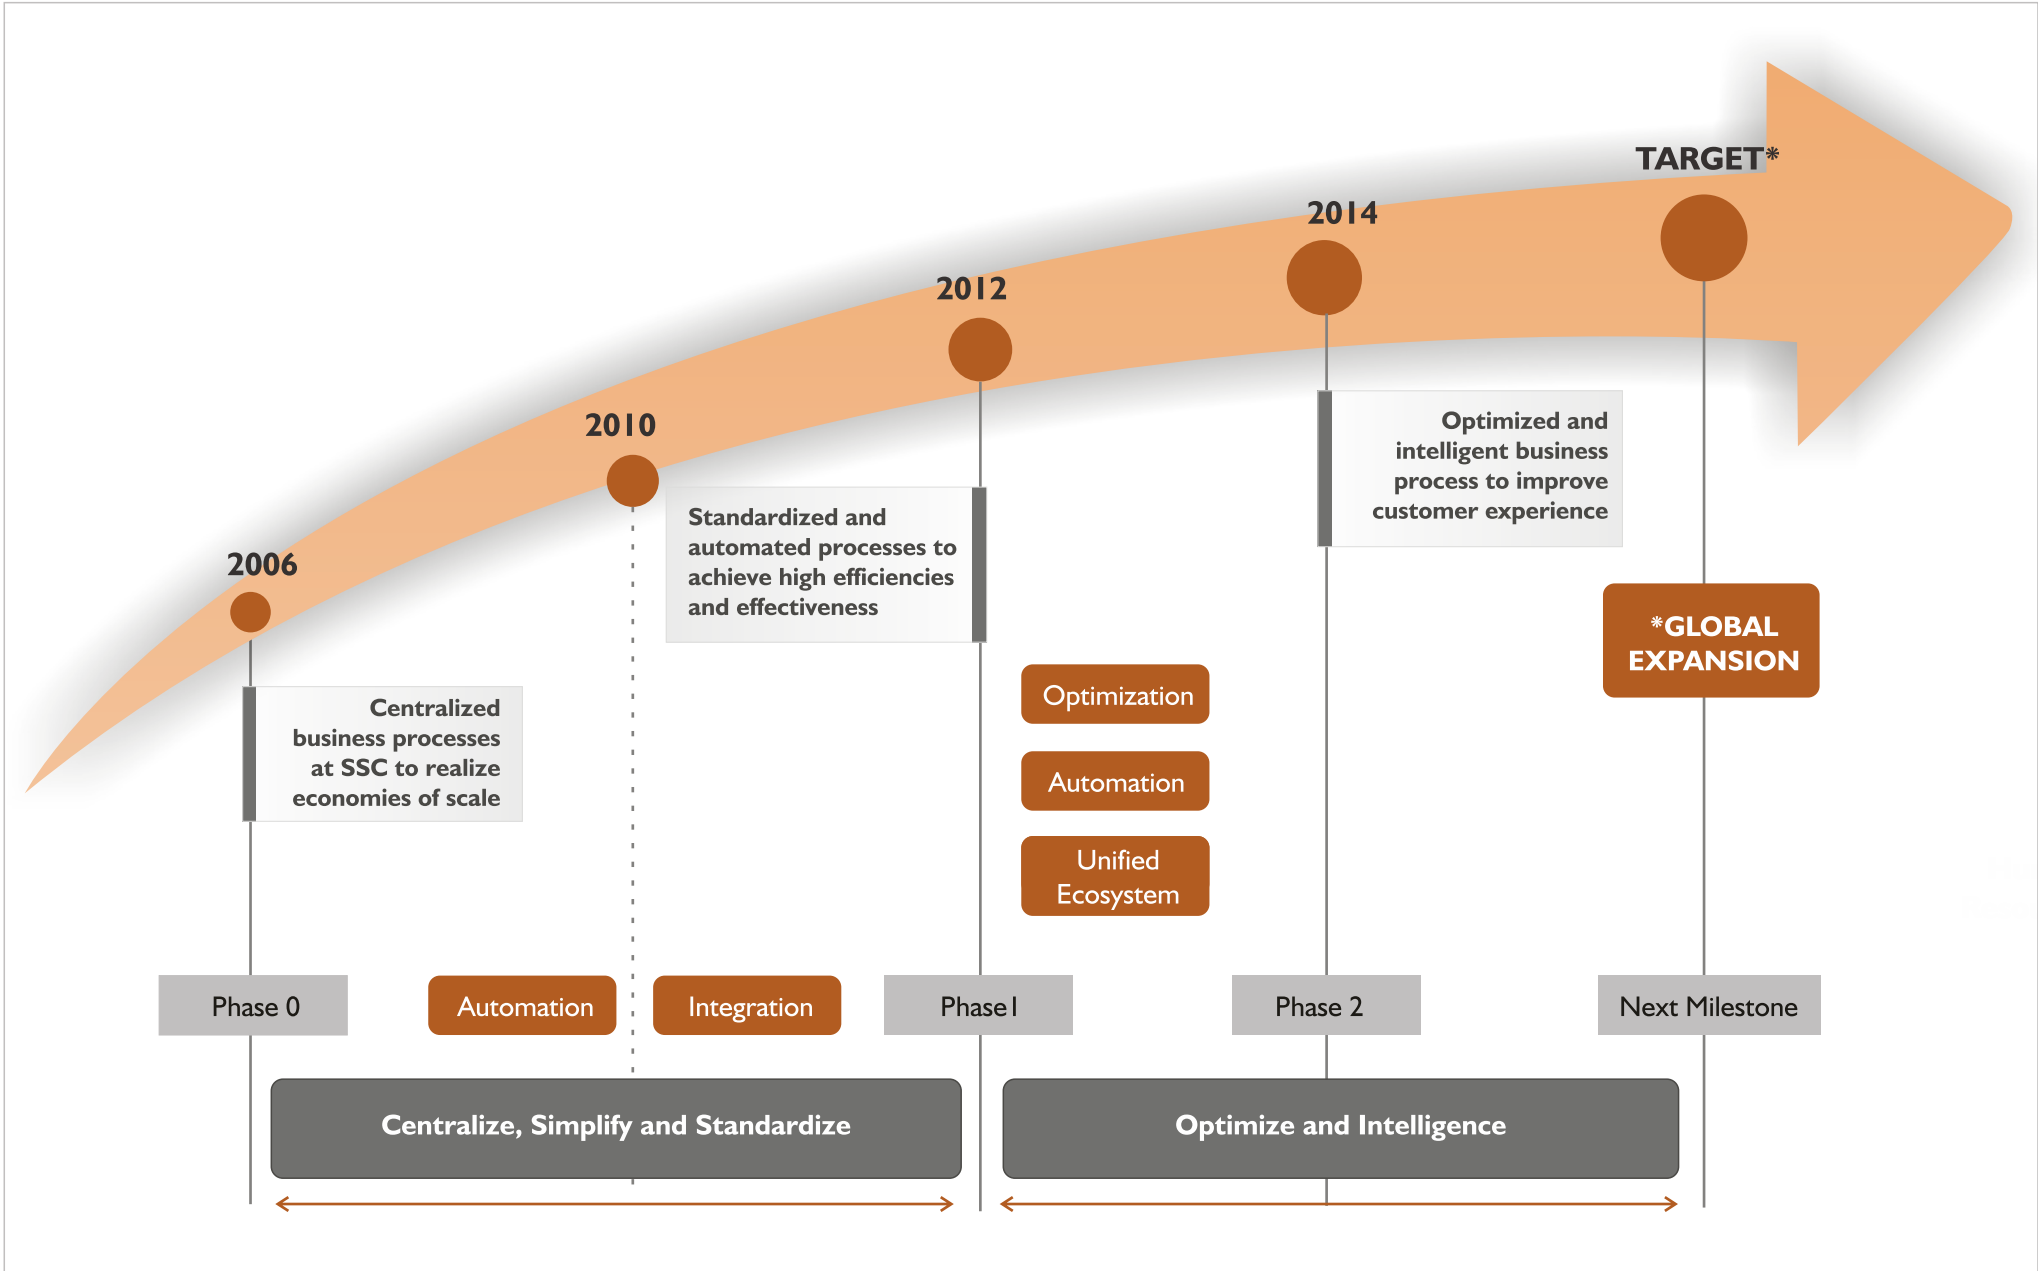 TARGET*
2014
2012
2010
2006
Optimized and
intelligent business
process to improve
customer experience
Standardized and
automated processes to
achieve high efficiencies
and effectiveness
Centralized
business processes
at SSC to realize
economies of scale
*GLOBAL
EXPANSION
Optimization
Automation
Unified
Ecosystem
Phase 0
Automation
Integration
Phase1
Phase 2
Next Milestone
Centralize, Simplify and Standardize
Optimize and Intelligence